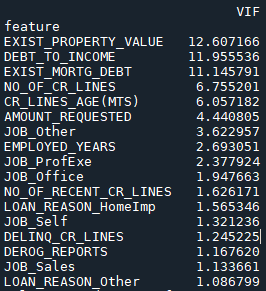 VIF
feature
EXIST_PROPERTY_VALUE 12.607166
DEBT_TO_INCOME 11.955536
EXIST_MORTG_DEBT 11.145791
NO_OF_CR_LINES 6.755201
CR_LINES_AGE(MTS) 6.057182
AMOUNT_REQUESTED 4.440805
JOB_Other 3.622957
EMPLOYED_YEARS 2.693051
JOB_ProfExe 2.377924
JOB_Office 1.947663
NO_OF_RECENT_CR_LINES 1.626171
LOAN_REASON_HomeImp 1.565346
JOB_Self 1.321236
DELINQ_CR_LINES 1.245225
DEROG_REPORTS 1.167620
JOB_Sales 1.133661
LOAN_REASON_Other 1.086799